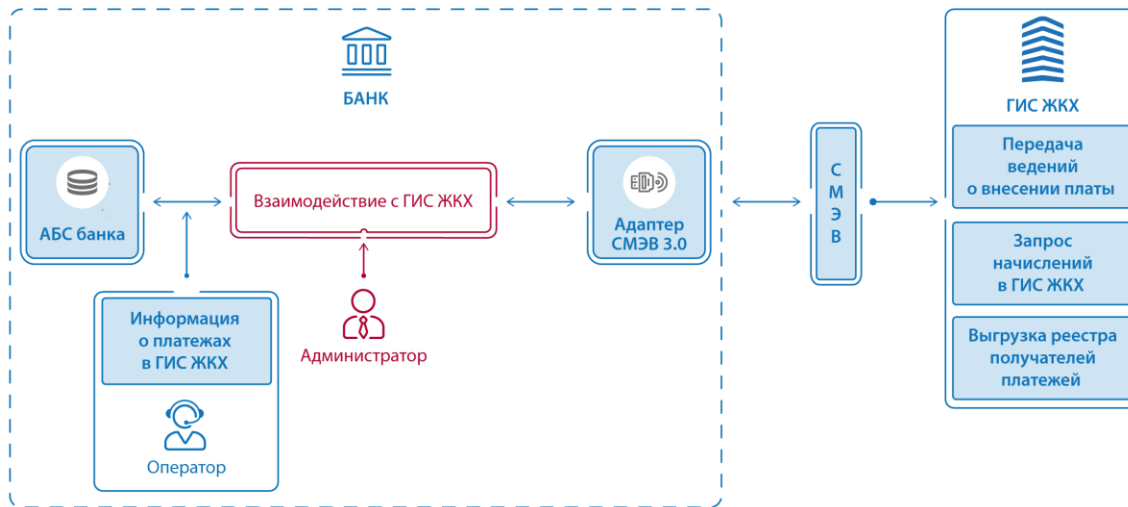 БАНК
АБС банка
Взаимодействие с ГИС ЖКХ
Адаптер
СМЭВ 3.0
Информация
о платежах
в ГИС ЖКХ
Оператор
Администратор
С
М
Э
В
ГИС ЖКХ
Передача
ведений
о внесении платы
Запрос
начислений
в ГИС ЖКХ
Выгрузка реестра
получателей
платежей